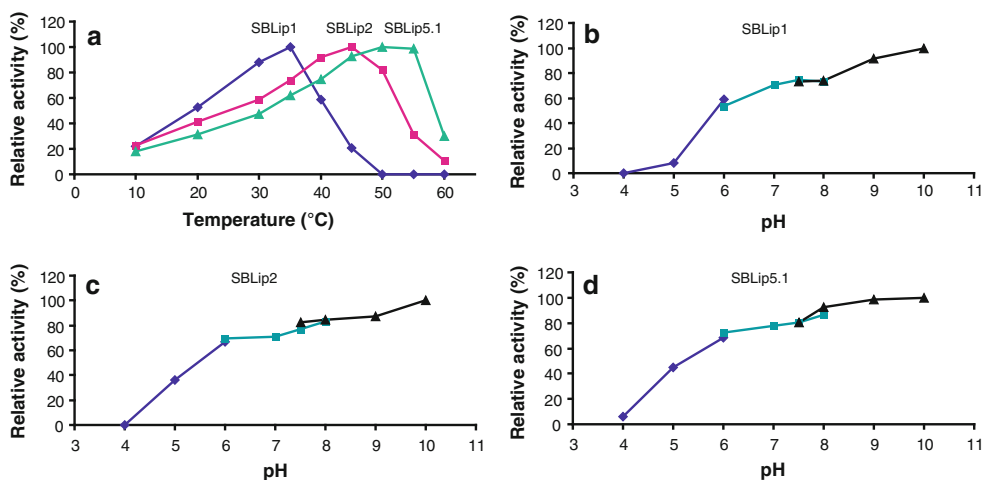 a
SBLip1 SBLip2 SBLip5.1
Relative activity (%)
120
100
80
60
40
20
0
0 10 20 30 40 50 60
Temperature (°C)
b
SBLip1
Relative activity (%)
120
100
80
60
40
20
0
3 4 5 6 7 8 9 10 11
pH
c
SBLip2
Relative activity (%)
120
100
80
60
40
20
0
3 4 5 6 7 8 9 10 11
pH
d
SBLip5.1
Relative activity (%)
120
100
80
60
40
20
0
3 4 5 6 7 8 9 10 11
pH